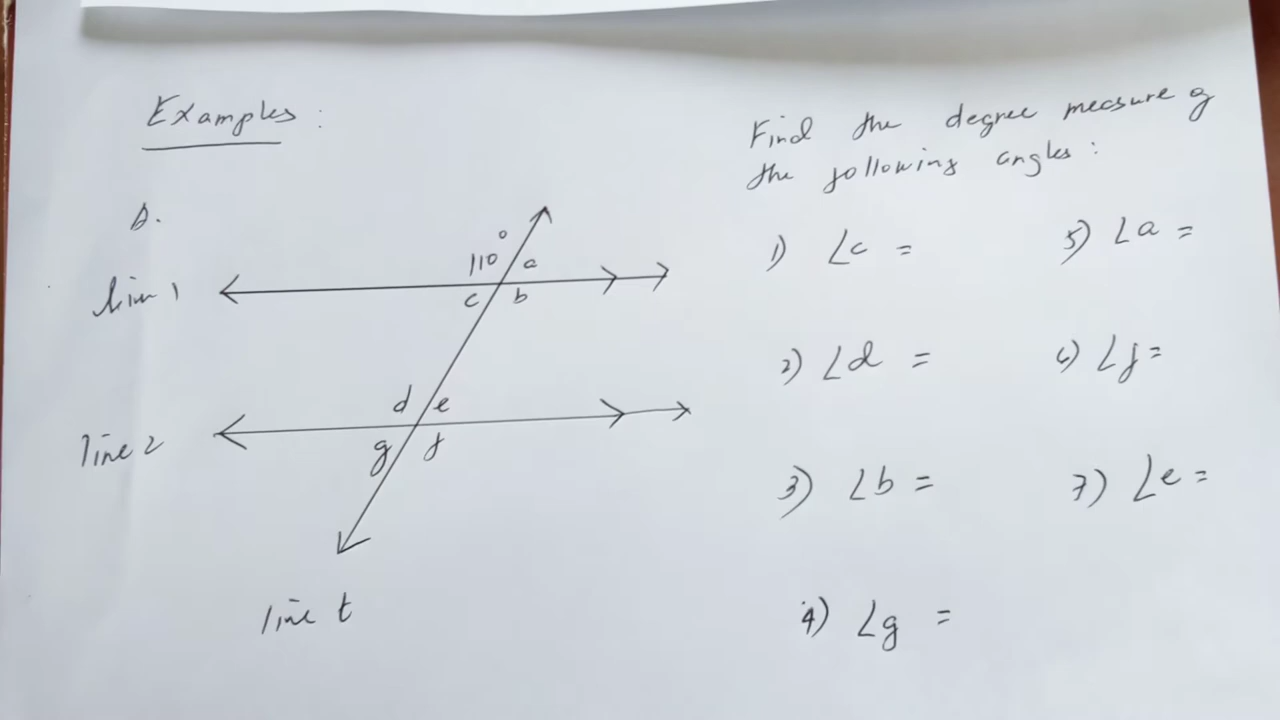 Examples:
Find the degree measure of
the following angles:
D.
110°
a
line 1
c
b
d
e
line 2
g
f
line t
1) ∠c =
5) ∠a =
2) ∠d =
6) ∠f =
3) ∠b =
7) ∠e =
4) ∠g =